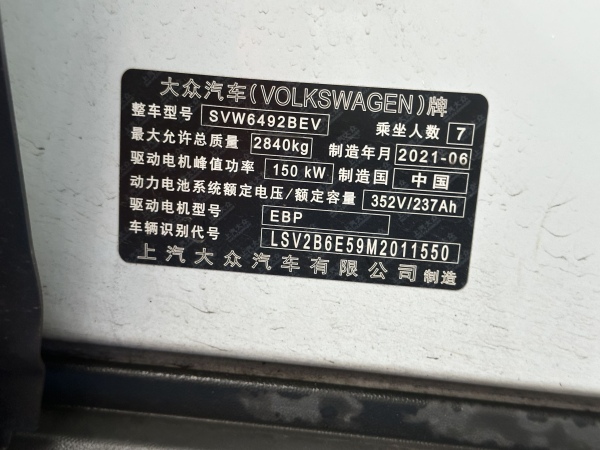 大众汽车(VOLKSWAGEN)牌
整车型号 SVW6492BEV 乘坐人数 7
最大允许总质量 2840kg 制造年月 2021-06
驱动电机峰值功率 150 kW 制造国 中国
动力电池系统额定电压/额定容量 352V/237Ah
驱动电机型号 EBP
车辆识别代号 LSV2B6E59M2011550
上汽大众汽车有限公司 制造